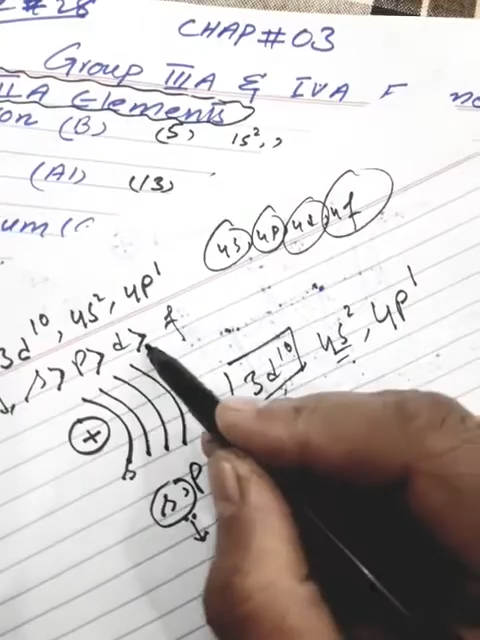 # 28
CHAP # 03
Group IIIA & IVA E
IIIA Elements
on (B) (5) 1s²,
(Al) (13)
um (
4s 4p 4d 4f
3d¹⁰, 4s², 4p¹
s > p > d > f
3d¹⁰ 4s², 4p¹
+
s
s > p